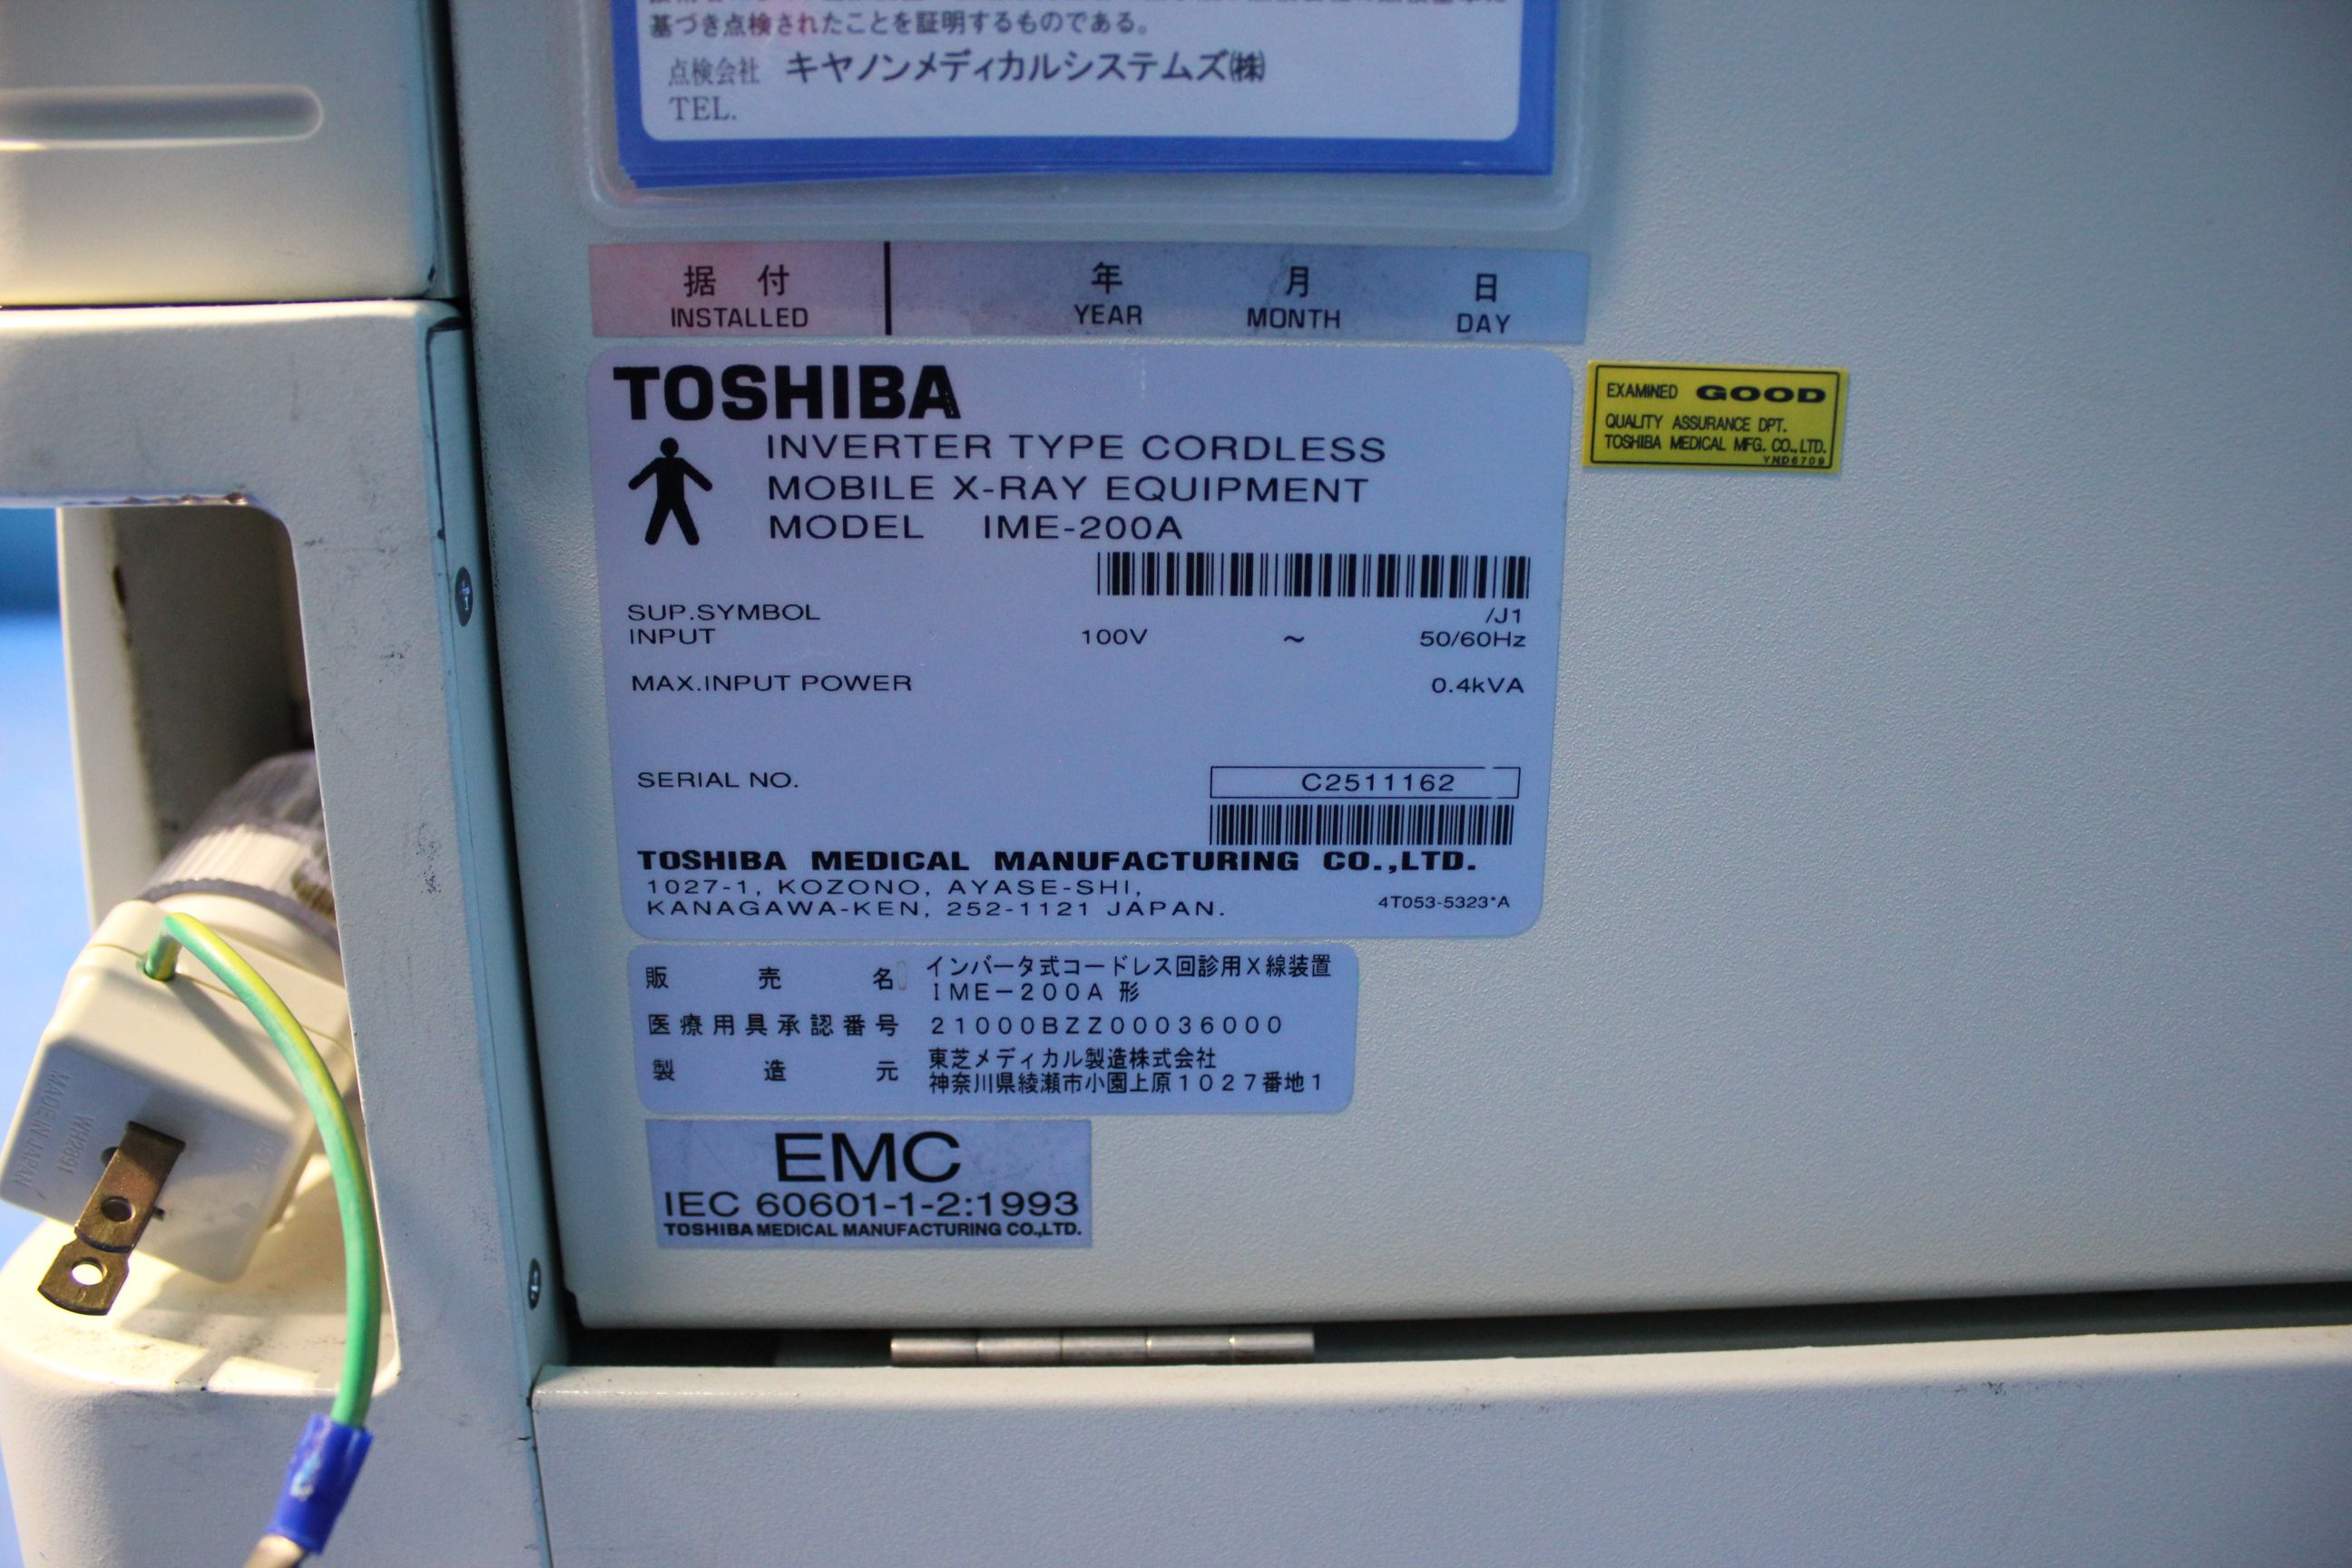 基づき点検されたことを証明するものである。
点検会社 キヤノンメディカルシステムズ㈱
TEL.
据付 年 月 日
INSTALLED YEAR MONTH DAY
TOSHIBA
INVERTER TYPE CORDLESS
MOBILE X-RAY EQUIPMENT
MODEL IME-200A
SUP.SYMBOL /J1
INPUT 100V ~ 50/60Hz
MAX.INPUT POWER 0.4kVA
SERIAL NO. C2511162
TOSHIBA MEDICAL MANUFACTURING CO.,LTD.
1027-1, KOZONO, AYASE-SHI,
KANAGAWA-KEN, 252-1121 JAPAN. 4T053-5323*A
EXAMINED GOOD
QUALITY ASSURANCE DPT.
TOSHIBA MEDICAL MFG. CO.,LTD.
YND6709
販売名 インバータ式コードレス回診用X線装置
IME-200A 形
医療用具承認番号 21000BZZ00036000
製造元 東芝メディカル製造株式会社
神奈川県綾瀬市小園上原1027番地1
EMC
IEC 60601-1-2:1993
TOSHIBA MEDICAL MANUFACTURING CO.,LTD.
WH2891
MADE IN JAPAN